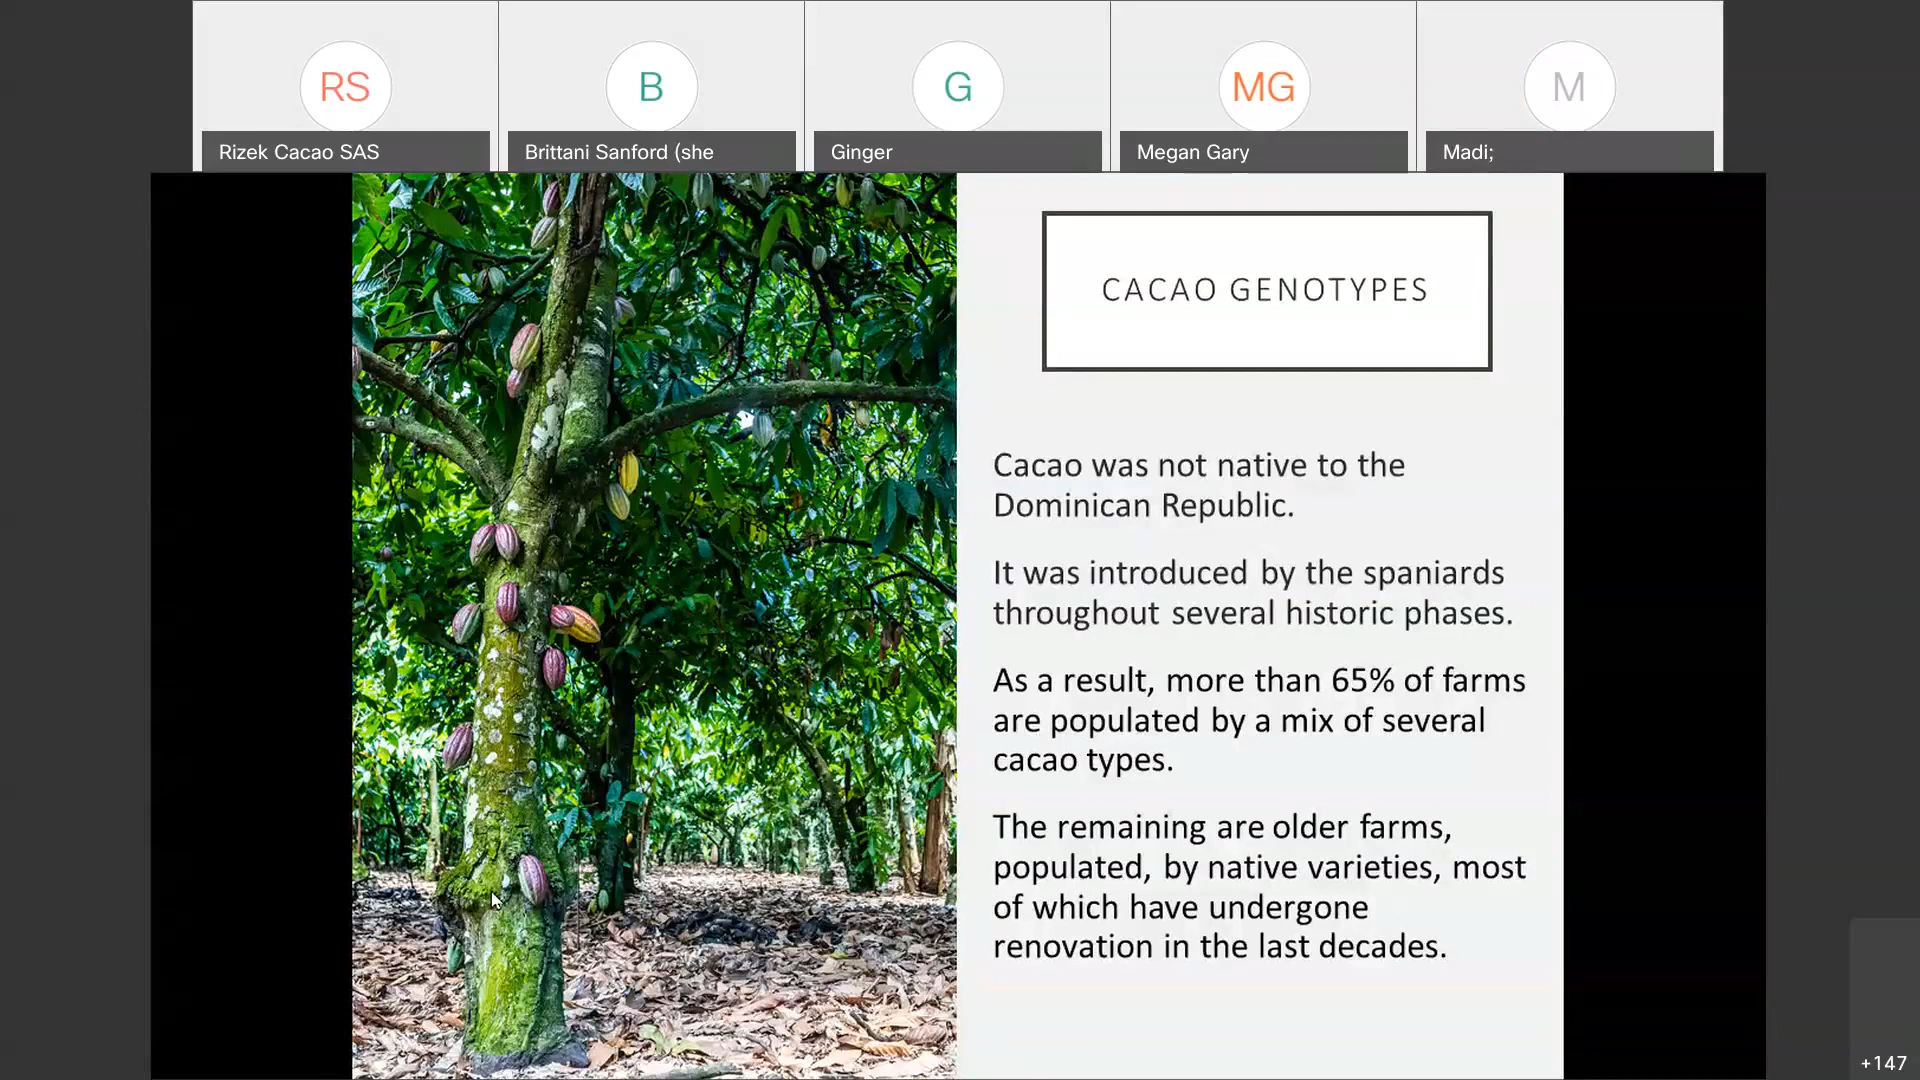 RS
B
G
MG
M
Rizek Cacao SAS
Brittani Sanford (she
Ginger
Megan Gary
Madi;
CACAO GENOTYPES
Cacao was not native to the
Dominican Republic.
It was introduced by the spaniards
throughout several historic phases.
As a result, more than 65% of farms
are populated by a mix of several
cacao types.
The remaining are older farms,
populated, by native varieties, most
of which have undergone
renovation in the last decades.
+147